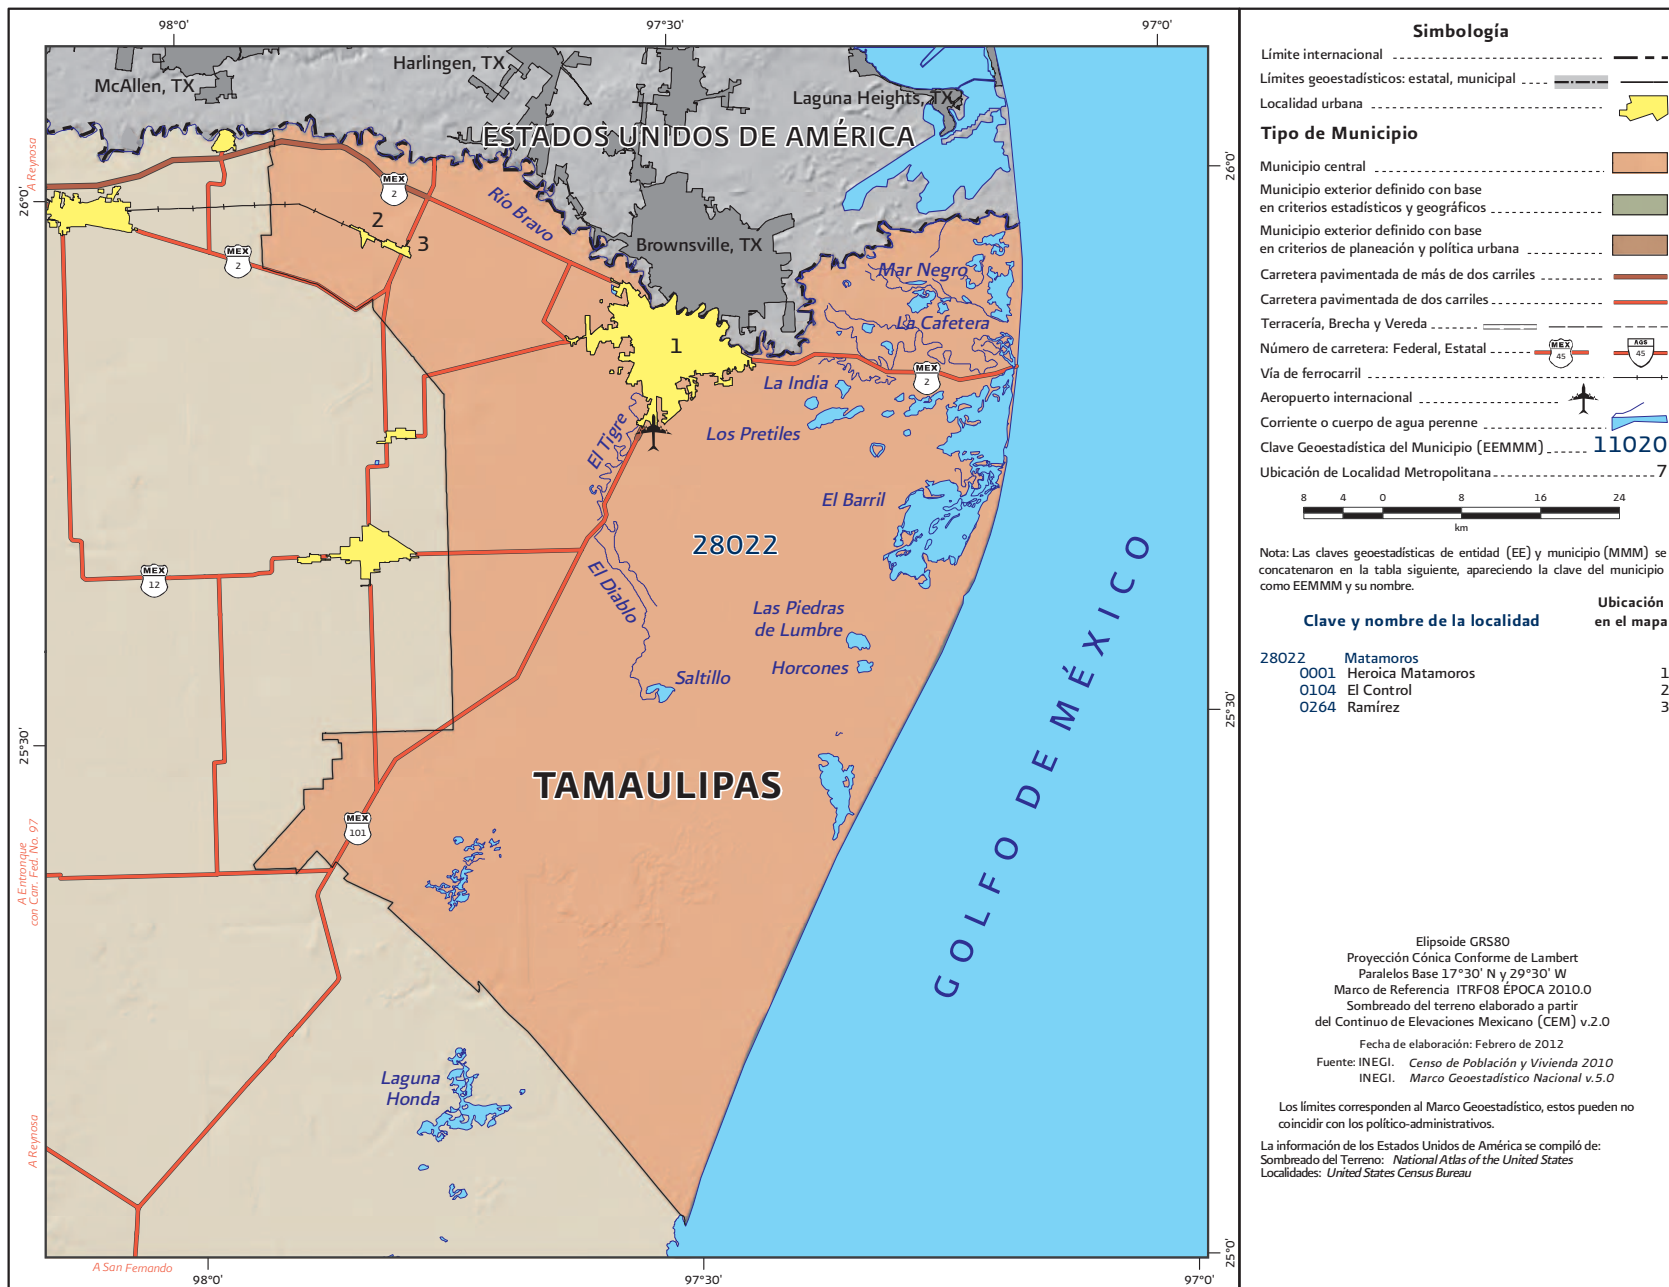 98°0'
97°30'
97°0'
McAllen, TX
Harlingen, TX
Laguna Heights, TX
ESTADOS UNIDOS DE AMÉRICA
A Reynosa
26°0'
26°0'
MEX
2
2
3
Río Bravo
Brownsville, TX
MEX
2
Mar Negro
La Cafetera
1
MEX
2
La India
Los Pretiles
El Tigre
El Barril
28022
MEX
12
El Diablo
Las Piedras
de Lumbre
Horcones
Saltillo
GOLFO DE MÉXICO
25°30'
25°30'
TAMAULIPAS
MEX
101
A Entronque
con Carr. Fed. No. 97
Laguna
Honda
A Reynosa
A San Fernando
25°0'
98°0'
97°30'
97°0'
Simbología
Límite internacional
Límites geoestadísticos: estatal, municipal
Localidad urbana
Tipo de Municipio
Municipio central
Municipio exterior definido con base
en criterios estadísticos y geográficos
Municipio exterior definido con base
en criterios de planeación y política urbana
Carretera pavimentada de más de dos carriles
Carretera pavimentada de dos carriles
Terracería, Brecha y Vereda
Número de carretera: Federal, Estatal MEX 45 AGS 45
Vía de ferrocarril
Aeropuerto internacional
Corriente o cuerpo de agua perenne
Clave Geoestadística del Municipio (EEMMM) 11020
Ubicación de Localidad Metropolitana 7
8 4 0 8 16 24
km
Nota: Las claves geoestadísticas de entidad (EE) y municipio (MMM) se
concatenaron en la tabla siguiente, apareciendo la clave del municipio
como EEMMM y su nombre.
Clave y nombre de la localidad
Ubicación
en el mapa
28022 Matamoros
0001 Heroica Matamoros 1
0104 El Control 2
0264 Ramírez 3
Elipsoide GRS80
Proyección Cónica Conforme de Lambert
Paralelos Base 17°30' N y 29°30' W
Marco de Referencia ITRF08 ÉPOCA 2010.0
Sombreado del terreno elaborado a partir
del Continuo de Elevaciones Mexicano (CEM) v.2.0
Fecha de elaboración: Febrero de 2012
Fuente: INEGI. Censo de Población y Vivienda 2010
INEGI. Marco Geoestadístico Nacional v.5.0
Los límites corresponden al Marco Geoestadístico, estos pueden no
coincidir con los político-administrativos.
La información de los Estados Unidos de América se compiló de:
Sombreado del Terreno: National Atlas of the United States
Localidades: United States Census Bureau